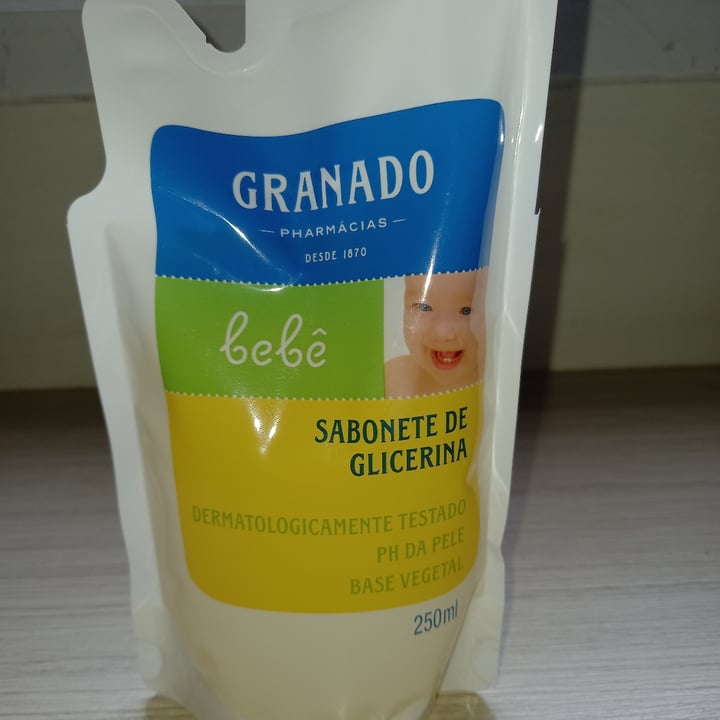 GRANADO
PHARMÁCIAS
DESDE 1870
bebê
SABONETE DE
GLICERINA
DERMATOLOGICAMENTE TESTADO
PH DA PELE
BASE VEGETAL
250ml